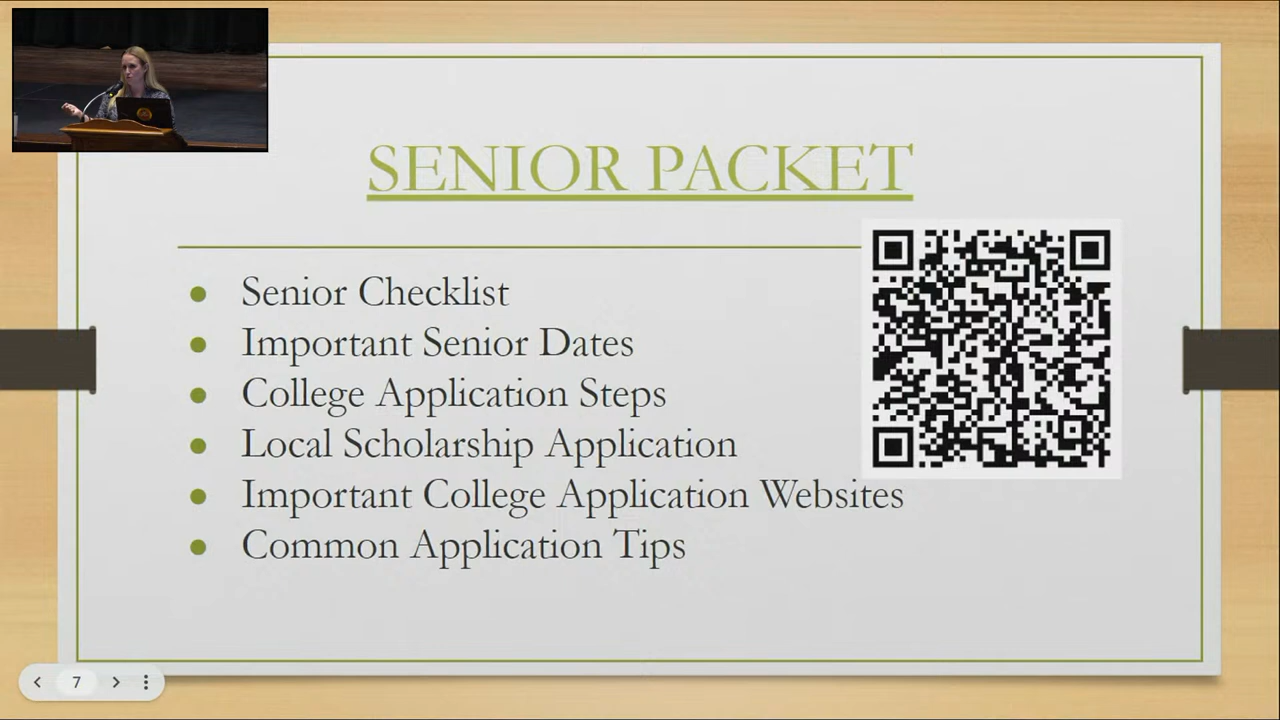 SENIOR PACKET
Senior Checklist
Important Senior Dates
College Application Steps
Local Scholarship Application
Important College Application Websites
Common Application Tips
7